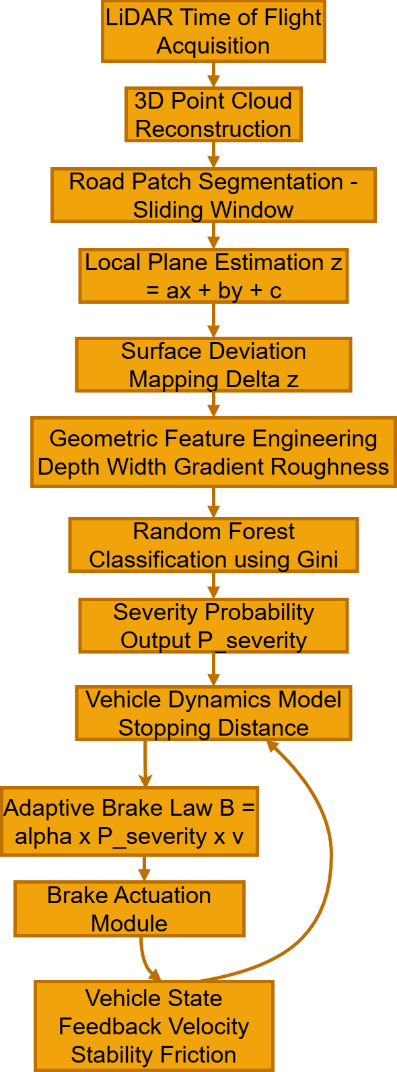 LiDAR Time of Flight
Acquisition
3D Point Cloud
Reconstruction
Road Patch Segmentation -
Sliding Window
Local Plane Estimation z
= ax + by + c
Surface Deviation
Mapping Delta z
Geometric Feature Engineering
Depth Width Gradient Roughness
Random Forest
Classification using Gini
Severity Probability
Output P_severity
Vehicle Dynamics Model
Stopping Distance
Adaptive Brake Law B =
alpha x P_severity x v
Brake Actuation
Module
Vehicle State
Feedback Velocity
Stability Friction